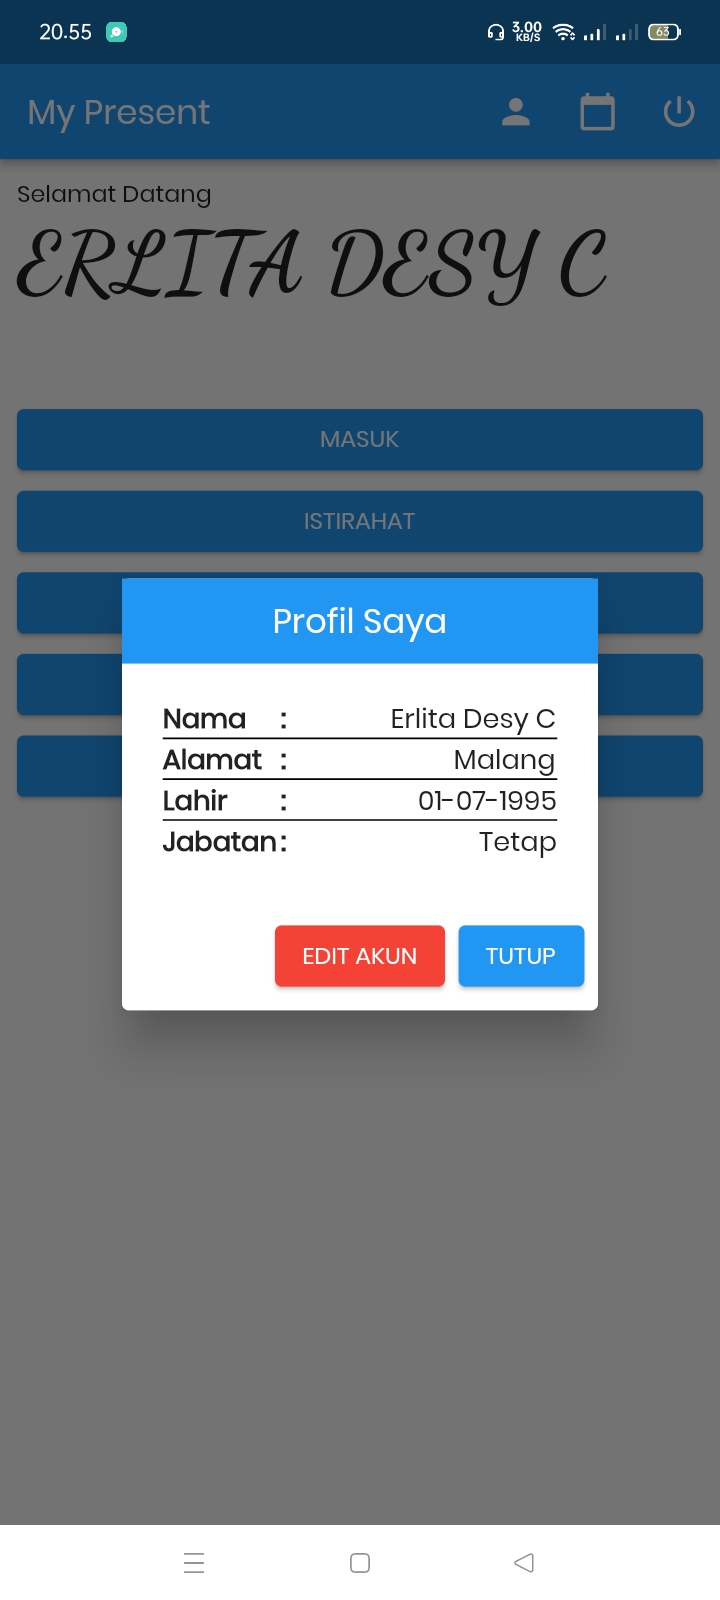 20.55
3.00
KB/S
63
My Present
Selamat Datang
ERLITA DESY C
MASUK
ISTIRAHAT
Profil Saya
Nama : Erlita Desy C
Alamat : Malang
Lahir : 01-07-1995
Jabatan : Tetap
EDIT AKUN
TUTUP